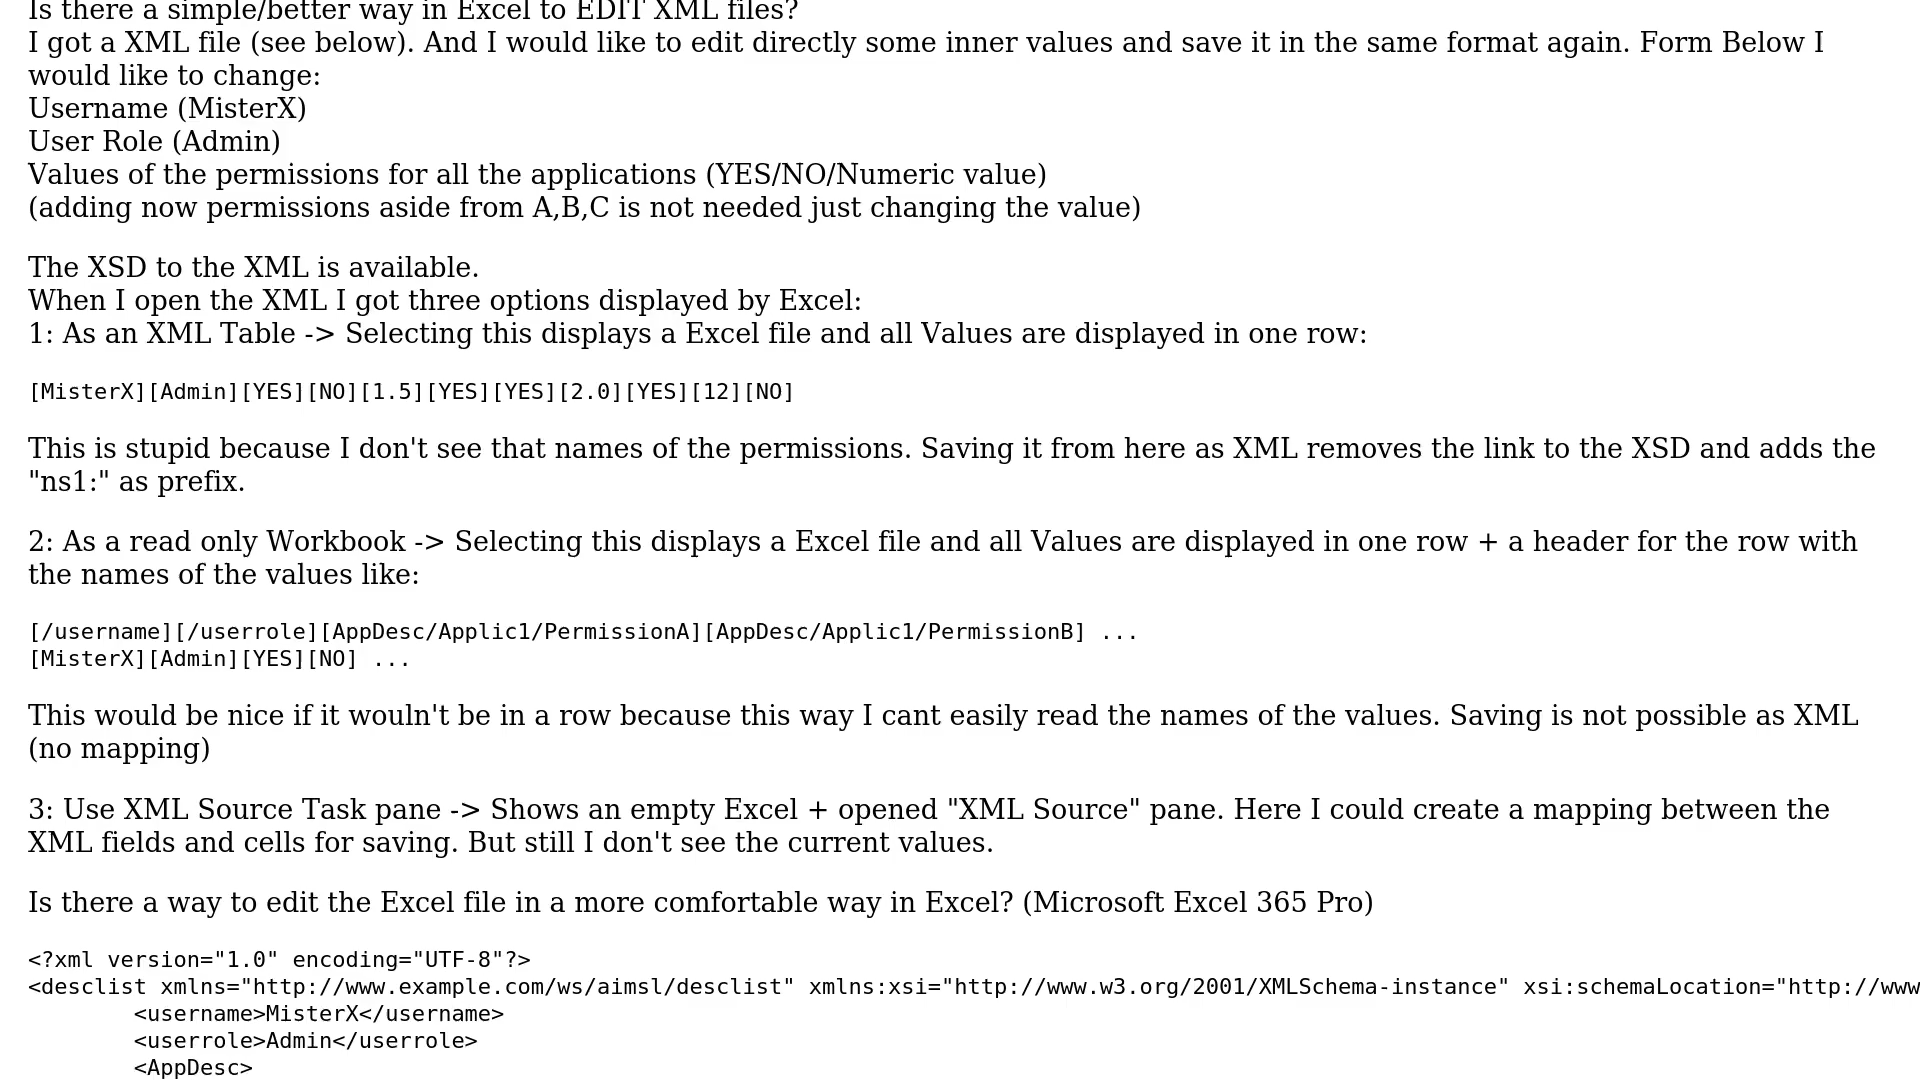 Is there a simple/better way in Excel to EDIT XML files?
I got a XML file (see below). And I would like to edit directly some inner values and save it in the same format again. Form Below I
would like to change:
Username (MisterX)
User Role (Admin)
Values of the permissions for all the applications (YES/NO/Numeric value)
(adding now permissions aside from A,B,C is not needed just changing the value)
The XSD to the XML is available.
When I open the XML I got three options displayed by Excel:
1: As an XML Table -> Selecting this displays a Excel file and all Values are displayed in one row:
[MisterX][Admin][YES][NO][1.5][YES][YES][2.0][YES][12][NO]
This is stupid because I don't see that names of the permissions. Saving it from here as XML removes the link to the XSD and adds the
"ns1:" as prefix.
2: As a read only Workbook -> Selecting this displays a Excel file and all Values are displayed in one row + a header for the row with
the names of the values like:
[/username][/userrole][AppDesc/Applic1/PermissionA][AppDesc/Applic1/PermissionB] ...
[MisterX][Admin][YES][NO] ...
This would be nice if it wouln't be in a row because this way I cant easily read the names of the values. Saving is not possible as XML
(no mapping)
3: Use XML Source Task pane -> Shows an empty Excel + opened "XML Source" pane. Here I could create a mapping between the
XML fields and cells for saving. But still I don't see the current values.
Is there a way to edit the Excel file in a more comfortable way in Excel? (Microsoft Excel 365 Pro)
<?xml version="1.0" encoding="UTF-8"?>
<desclist xmlns="http://www.example.com/ws/aimsl/desclist" xmlns:xsi="http://www.w3.org/2001/XMLSchema-instance" xsi:schemaLocation="http://www
<username>MisterX</username>
<userrole>Admin</userrole>
<AppDesc>